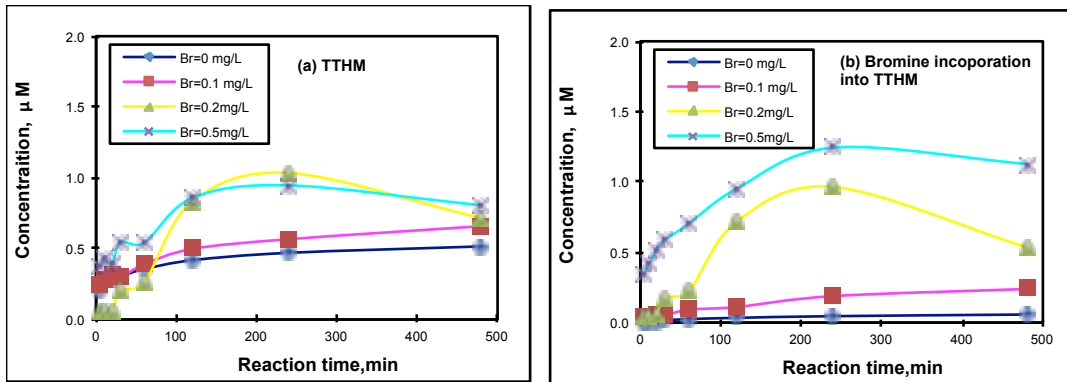 2.0
1.5
1.0
0.5
0.0
0
100
200
300
400
500
Concentraition, μ M
Reaction time,min
Br=0 mg/L
Br=0.1 mg/L
Br=0.2mg/L
Br=0.5mg/L
(a) TTHM
2.0
1.5
1.0
0.5
0.0
0
100
200
300
400
500
Concentraition, μ M
Reaction time,min
Br=0 mg/L
Br=0.1 mg/L
Br=0.2mg/L
Br=0.5mg/L
(b) Bromine incoporation
into TTHM